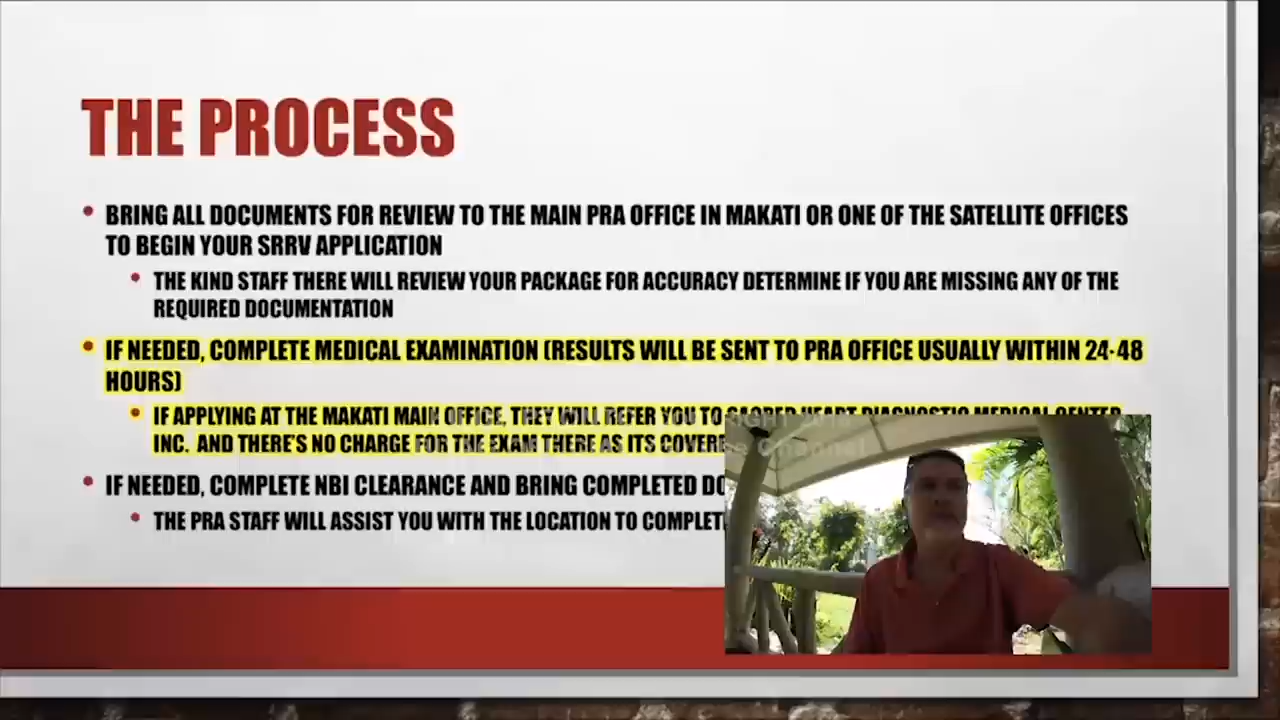 THE PROCESS
• BRING ALL DOCUMENTS FOR REVIEW TO THE MAIN PRA OFFICE IN MAKATI OR ONE OF THE SATELLITE OFFICES
TO BEGIN YOUR SRRV APPLICATION
• THE KIND STAFF THERE WILL REVIEW YOUR PACKAGE FOR ACCURACY DETERMINE IF YOU ARE MISSING ANY OF THE
REQUIRED DOCUMENTATION
• IF NEEDED, COMPLETE MEDICAL EXAMINATION (RESULTS WILL BE SENT TO PRA OFFICE USUALLY WITHIN 24-48
HOURS)
• IF APPLYING AT THE MAKATI MAIN OFFICE, THEY WILL REFER YOU TO SACRED HEART DIAGNOSTIC MEDICAL CENTER
INC. AND THERE'S NO CHARGE FOR THE EXAM THERE AS ITS
• IF NEEDED, COMPLETE NBI CLEARANCE AND BRING COMPLETED
• THE PRA STAFF WILL ASSIST YOU WITH THE LOCATION TO